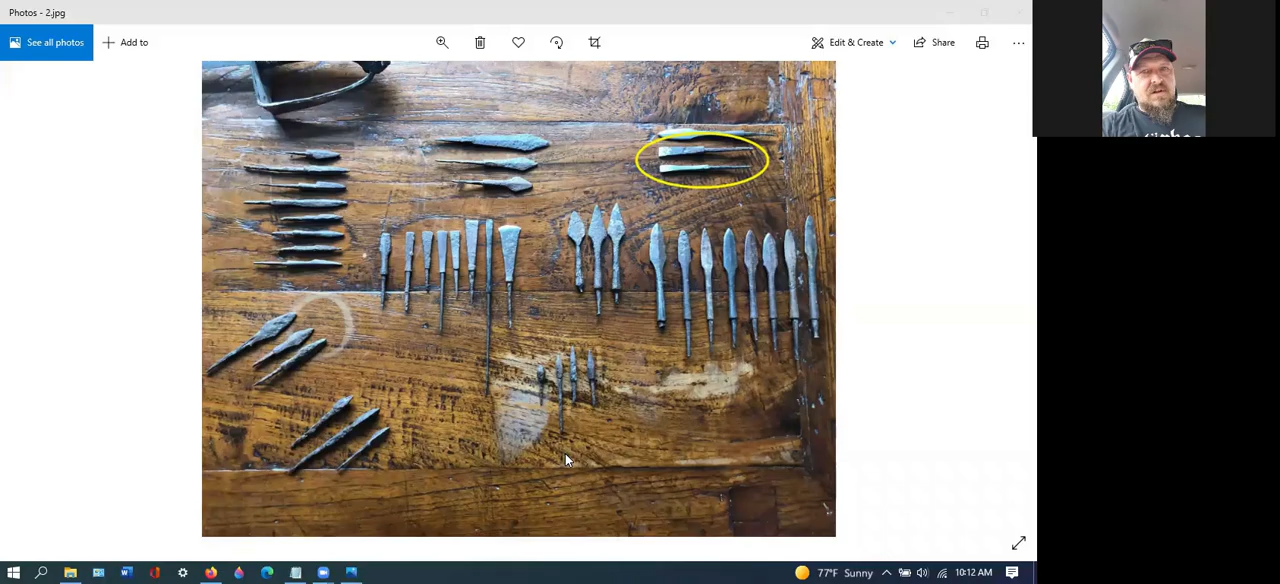 Photos - 2.jpg
See all photos
Add to
Edit & Create
Share
77°F Sunny
10:12 AM